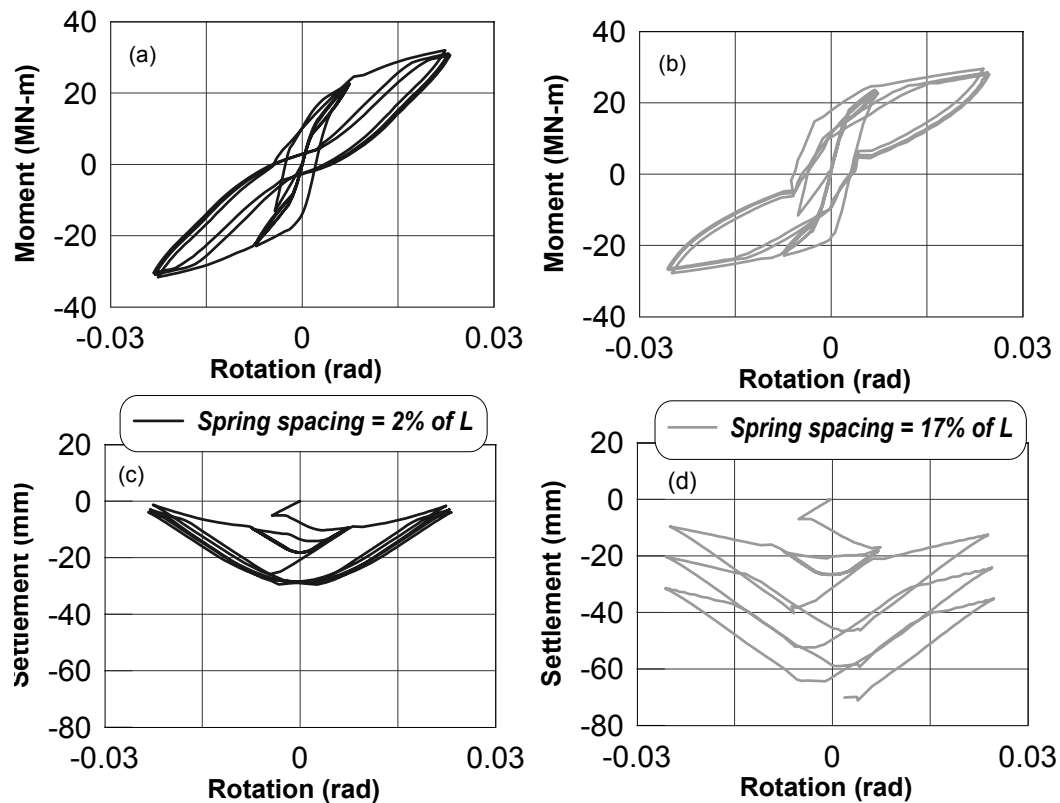 40
(a)
20
0
-20
-40
Moment (MN-m)
-0.03
0
0.03
Rotation (rad)
40
(b)
20
0
-20
-40
Moment (MN-m)
-0.03
0
0.03
Rotation (rad)
Spring spacing = 2% of L
20
(c)
0
-20
-40
-60
-80
Settlement (mm)
-0.03
0
0.03
Rotation (rad)
Spring spacing = 17% of L
20
(d)
0
-20
-40
-60
-80
Settlement (mm)
-0.03
0
0.03
Rotation (rad)